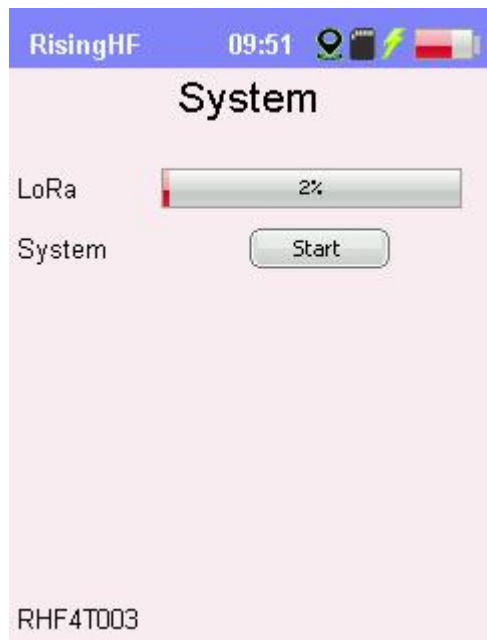 RisingHF 09:51
System
LoRa 2%
System Start
RHF4T003